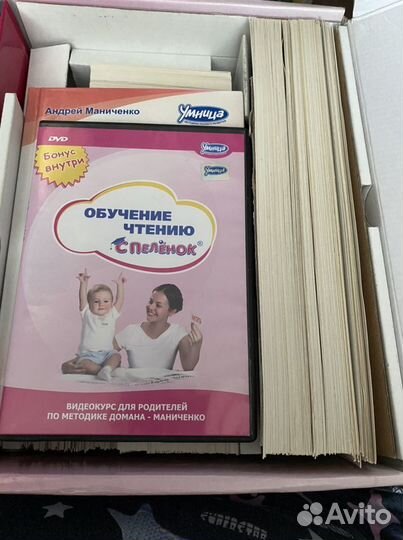 Андрей Маниченко
Умница
DVD
Бонус
внутри
Умница
Умница
ОБУЧЕНИЕ
ЧТЕНИЮ
С ПЕЛЁНОК®
ВИДЕОКУРС ДЛЯ РОДИТЕЛЕЙ
ПО МЕТОДИКЕ ДОМАНА - МАНИЧЕНКО
Avito